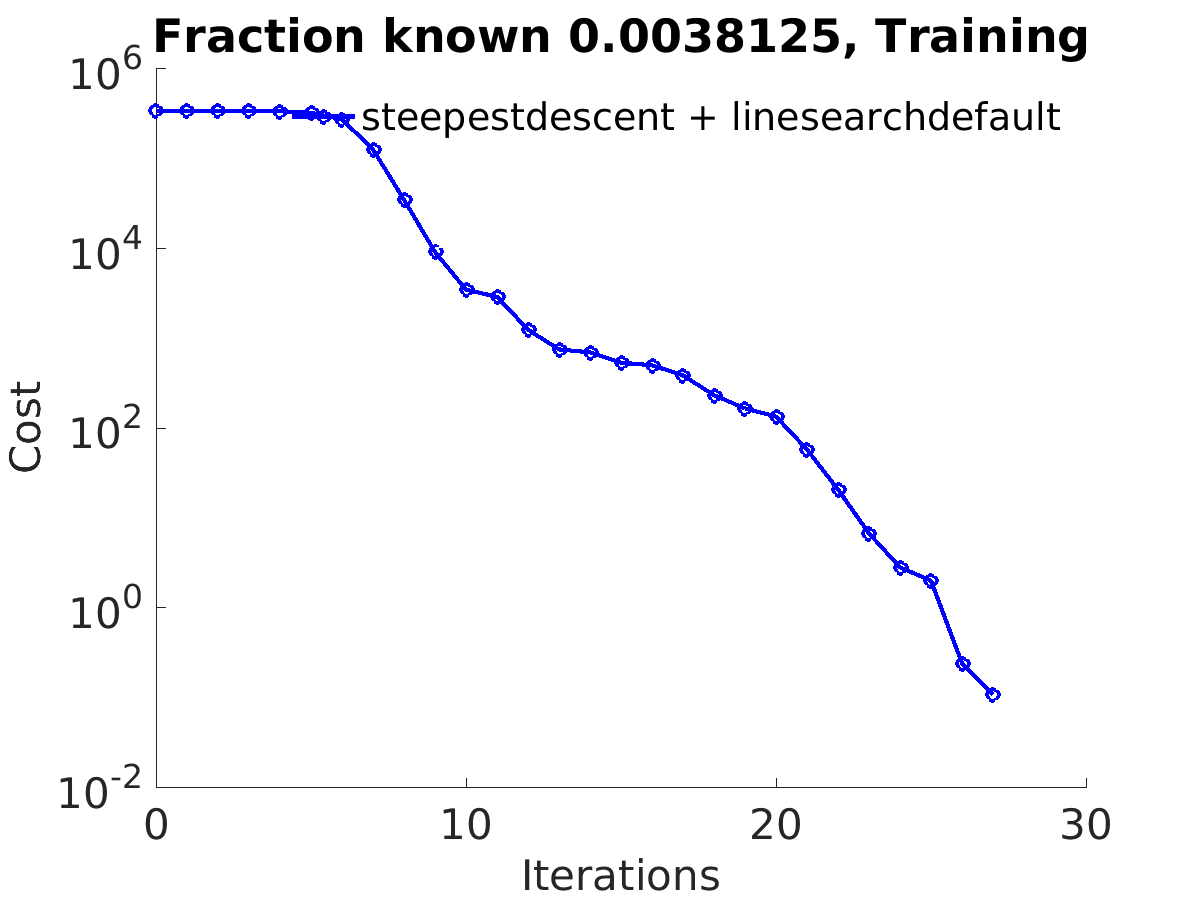 Fraction known 0.0038125, Training
10^6
steepestdescent + linesearchdefault
10^4
10^2
10^0
10^-2
Cost
0 10 20 30
Iterations